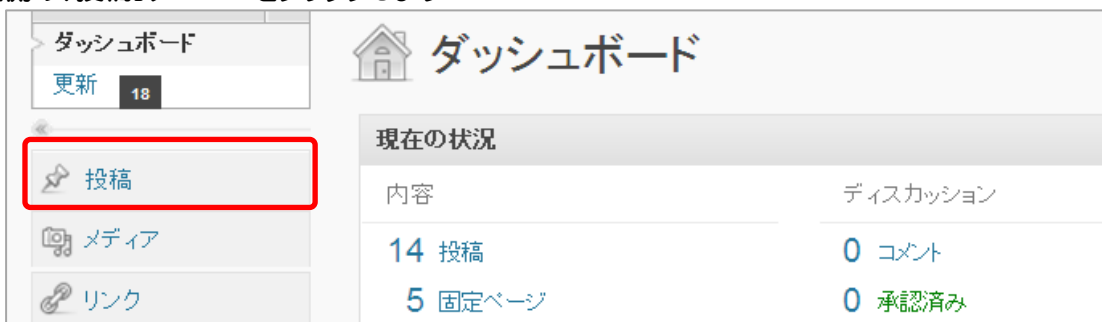 ダッシュボード
更新 18
投稿
メディア
リンク
ダッシュボード
現在の状況
内容
ディスカッション
14 投稿
0 コメント
5 固定ページ
0 承認済み